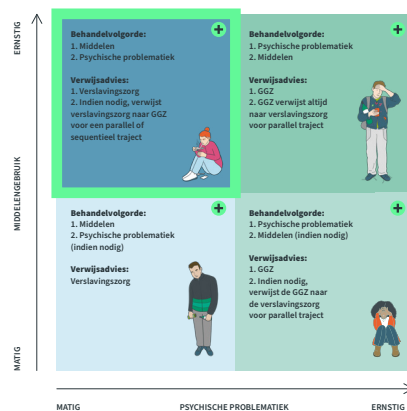 ERNSTIG
MIDDELENGEBRUIK
MATIG
Behandelvolgorde:
1. Middelen
2. Psychische problematiek
Verwijsadvies:
1. Verslavingszorg
2. Indien nodig, verwijst
verslavingszorg naar GGZ
voor een parallel of
sequentieel traject
Behandelvolgorde:
1. Psychische problematiek
2. Middelen
Verwijsadvies:
1. GGZ
2. GGZ verwijst altijd
naar verslavingszorg
voor parallel traject
Behandelvolgorde:
1. Middelen
2. Psychische problematiek
(indien nodig)
Verwijsadvies:
Verslavingszorg
Behandelvolgorde:
1. Psychische problematiek
2. Middelen (indien nodig)
Verwijsadvies:
1. GGZ
2. Indien nodig,
verwijst de GGZ naar
de verslavingszorg
voor parallel traject
MATIG
PSYCHISCHE PROBLEMATIEK
ERNSTIG